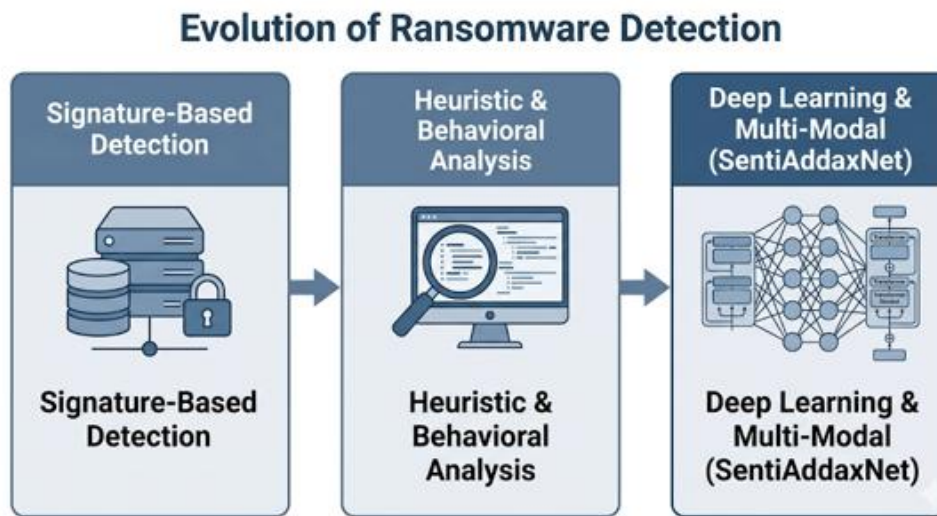 Evolution of Ransomware Detection
Signature-Based
Detection
Heuristic &
Behavioral
Analysis
Deep Learning &
Multi-Modal
(SentiAddaxNet)
Signature-Based
Detection
Heuristic &
Behavioral
Analysis
Deep Learning &
Multi-Modal
(SentiAddaxNet)